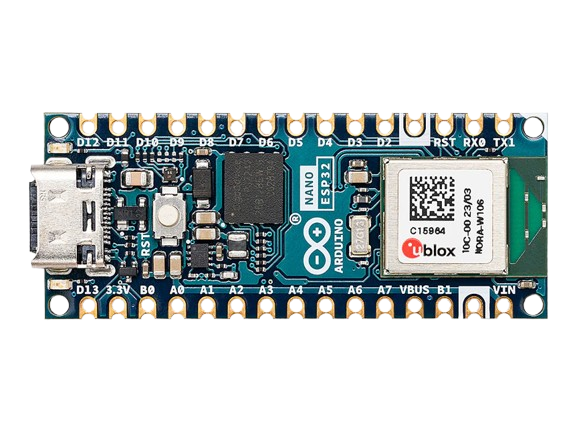 D12 D11 D10 D9 D8 D7 D6 D5 D4 D3 D2 RST RX0 TX1
RST
®
ARDUINO
NANO
ESP32
C15964
ublox
10C-00 23/03
NORA-W106
D13 3.3V B0 A0 A1 A2 A3 A4 A5 A6 A7 VBUS B1 VIN